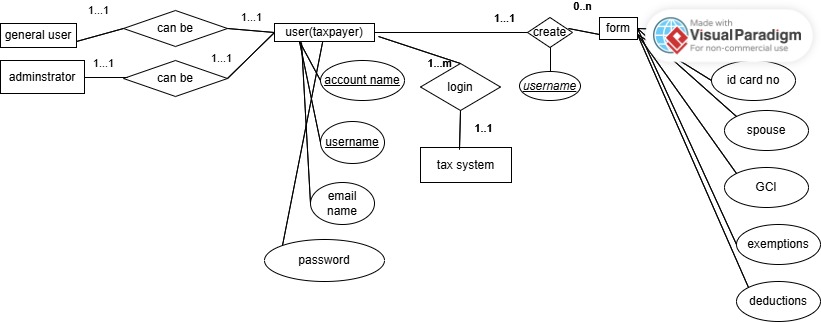 1...1
1...1
1...1
0..n
general user
can be
user(taxpayer)
create
form
Made with
Visual Paradigm
For non-commercial use
adminstrator
1...1
can be
1...1
1...m
account name
login
username
id card no
1..1
spouse
username
tax system
GCI
email
name
password
exemptions
deductions